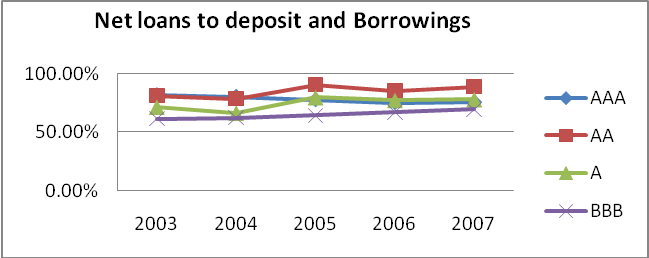 Net loans to deposit and Borrowings
100.00%
50.00%
0.00%
2003 2004 2005 2006 2007
AAA
AA
A
BBB